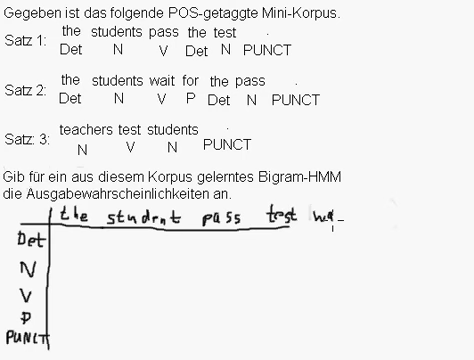 Gegeben ist das folgende POS-getaggte Mini-Korpus.
Satz 1: the students pass the test .
Det N V Det N PUNCT
Satz 2: the students wait for the pass .
Det N V P Det N PUNCT
Satz: 3: teachers test students .
N V N PUNCT
Gib für ein aus diesem Korpus gelerntes Bigram-HMM
die Ausgabewahrscheinlichkeiten an.
the student pass test wa
Det
N
V
P
PUNCT